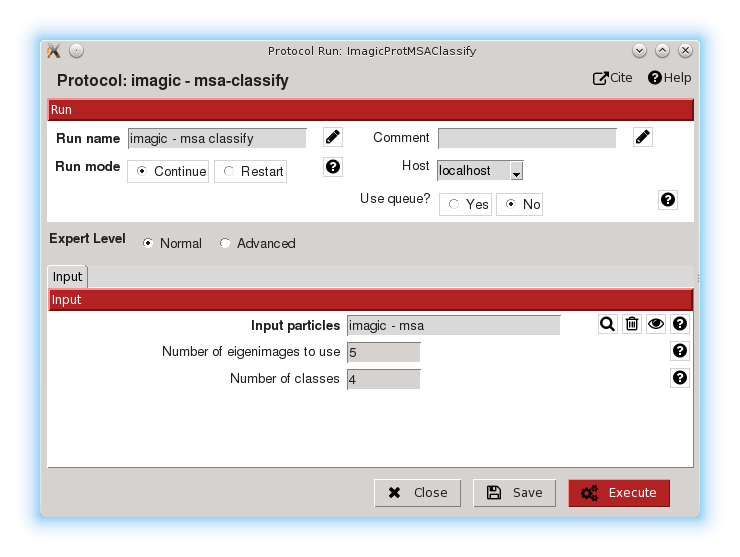 Protocol Run: ImagicProtMSAClassify
Protocol: imagic - msa-classify
Cite
Help
Run
Run name
imagic - msa classify
Comment
Run mode
Continue
Restart
Host
localhost
Use queue?
Yes
No
Expert Level
Normal
Advanced
Input
Input
Input particles
imagic - msa
Number of eigenimages to use
5
Number of classes
4
Close
Save
Execute